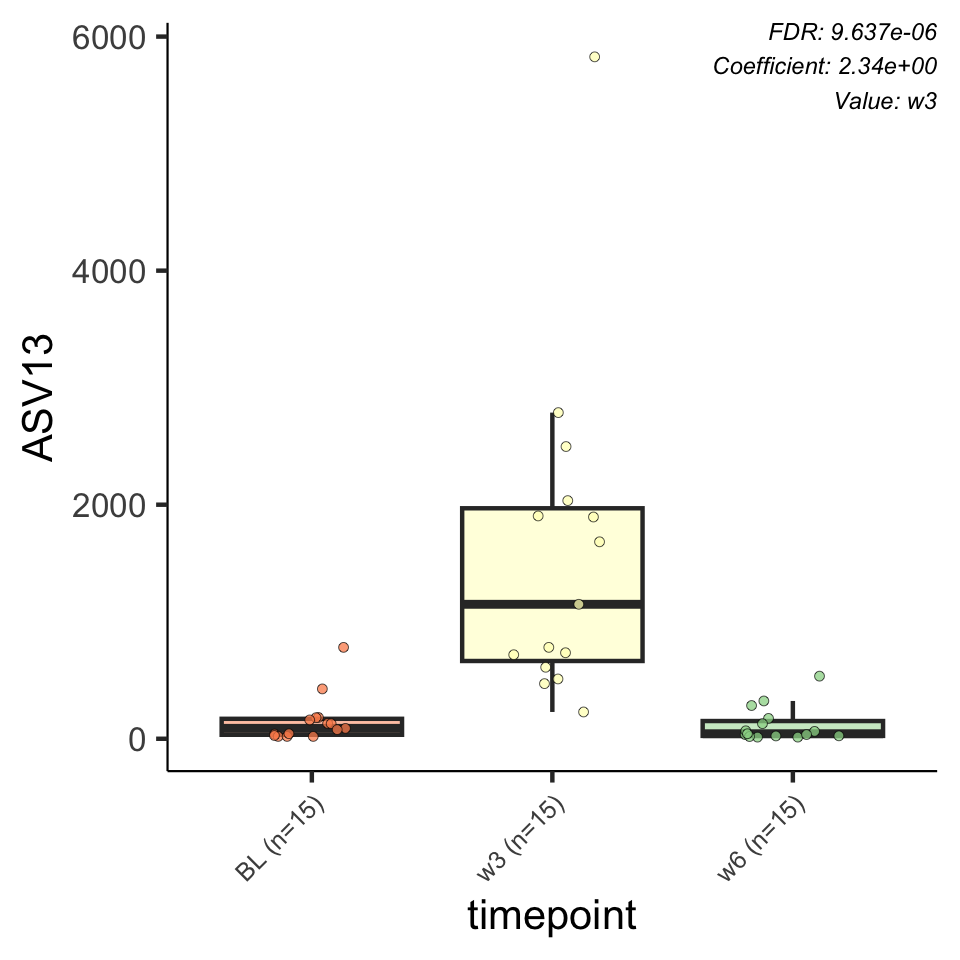 FDR: 9.637e-06
Coefficient: 2.34e+00
Value: w3
6000
4000
2000
0
ASV13
BL (n=15)
w3 (n=15)
w6 (n=15)
timepoint